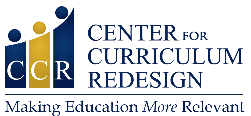 CCR
CENTER FOR
CURRICULUM
REDESIGN
Making Education More Relevant